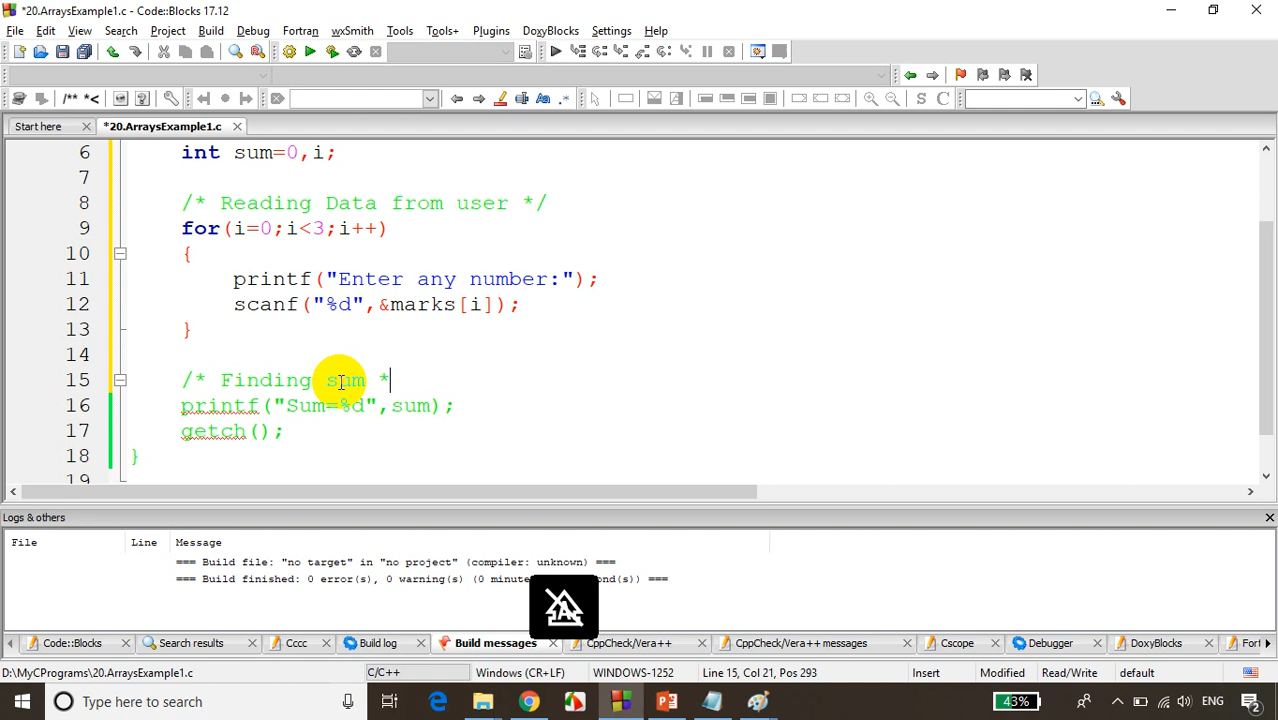 *20.ArraysExample1.c - Code::Blocks 17.12
File Edit View Search Project Build Debug Fortran wxSmith Tools Tools+ Plugins DoxyBlocks Settings Help
/** *< S C
Start here *20.ArraysExample1.c
6 int sum=0,i;
7
8 /* Reading Data from user */
9 for(i=0;i<3;i++)
10 {
11 printf("Enter any number:");
12 scanf("%d",&marks[i]);
13 }
14
15 /* Finding sum *
16 printf("Sum=%d",sum);
17 getch();
18 }
19
Logs & others
File Line Message
=== Build file: "no target" in "no project" (compiler: unknown) ===
=== Build finished: 0 error(s), 0 warning(s) (0 minute ond(s)) ===
A
Code::Blocks Search results Cccc Build log Build messages CppCheck/Vera++ CppCheck/Vera++ messages Cscope Debugger DoxyBlocks Fort
D:\MyCPrograms\20.ArraysExample1.c C/C++ Windows (CR+LF) WINDOWS-1252 Line 15, Col 21, Pos 293 Insert Modified Read/Write default
Type here to search 43% ENG 2